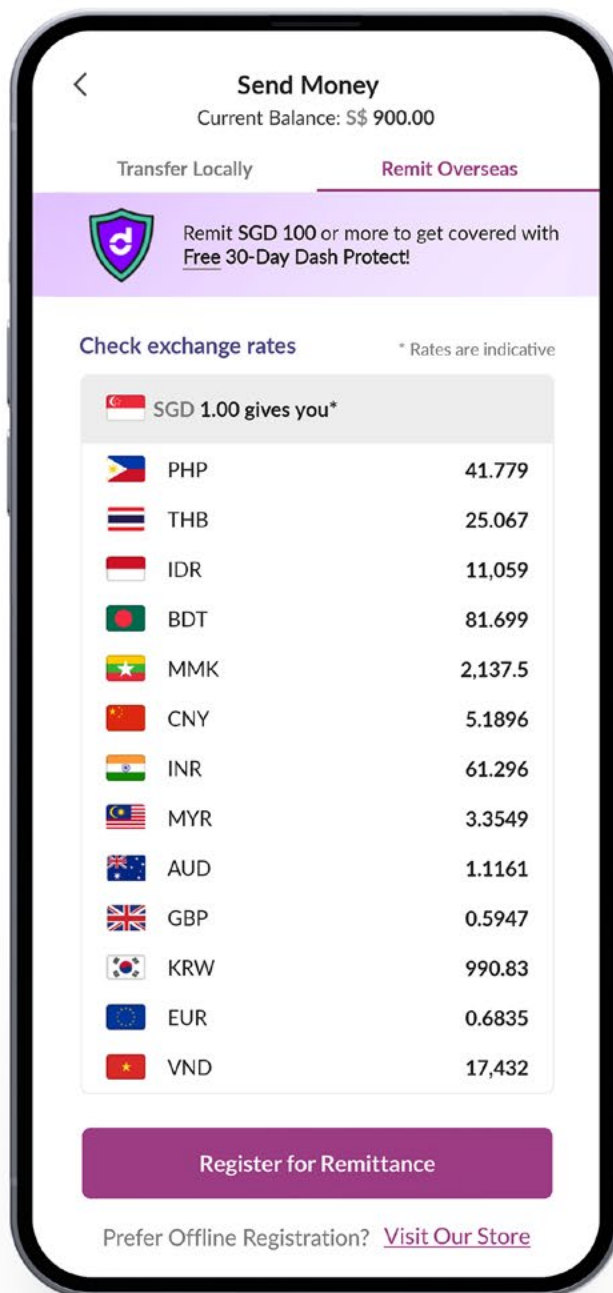 Send Money
Current Balance: S$ 900.00
Transfer Locally
Remit Overseas
Remit SGD 100 or more to get covered with
Free 30-Day Dash Protect!
Check exchange rates
* Rates are indicative
SGD 1.00 gives you*
PHP 41.779
THB 25.067
IDR 11,059
BDT 81.699
MMK 2,137.5
CNY 5.1896
INR 61.296
MYR 3.3549
AUD 1.1161
GBP 0.5947
KRW 990.83
EUR 0.6835
VND 17,432
Register for Remittance
Prefer Offline Registration? Visit Our Store